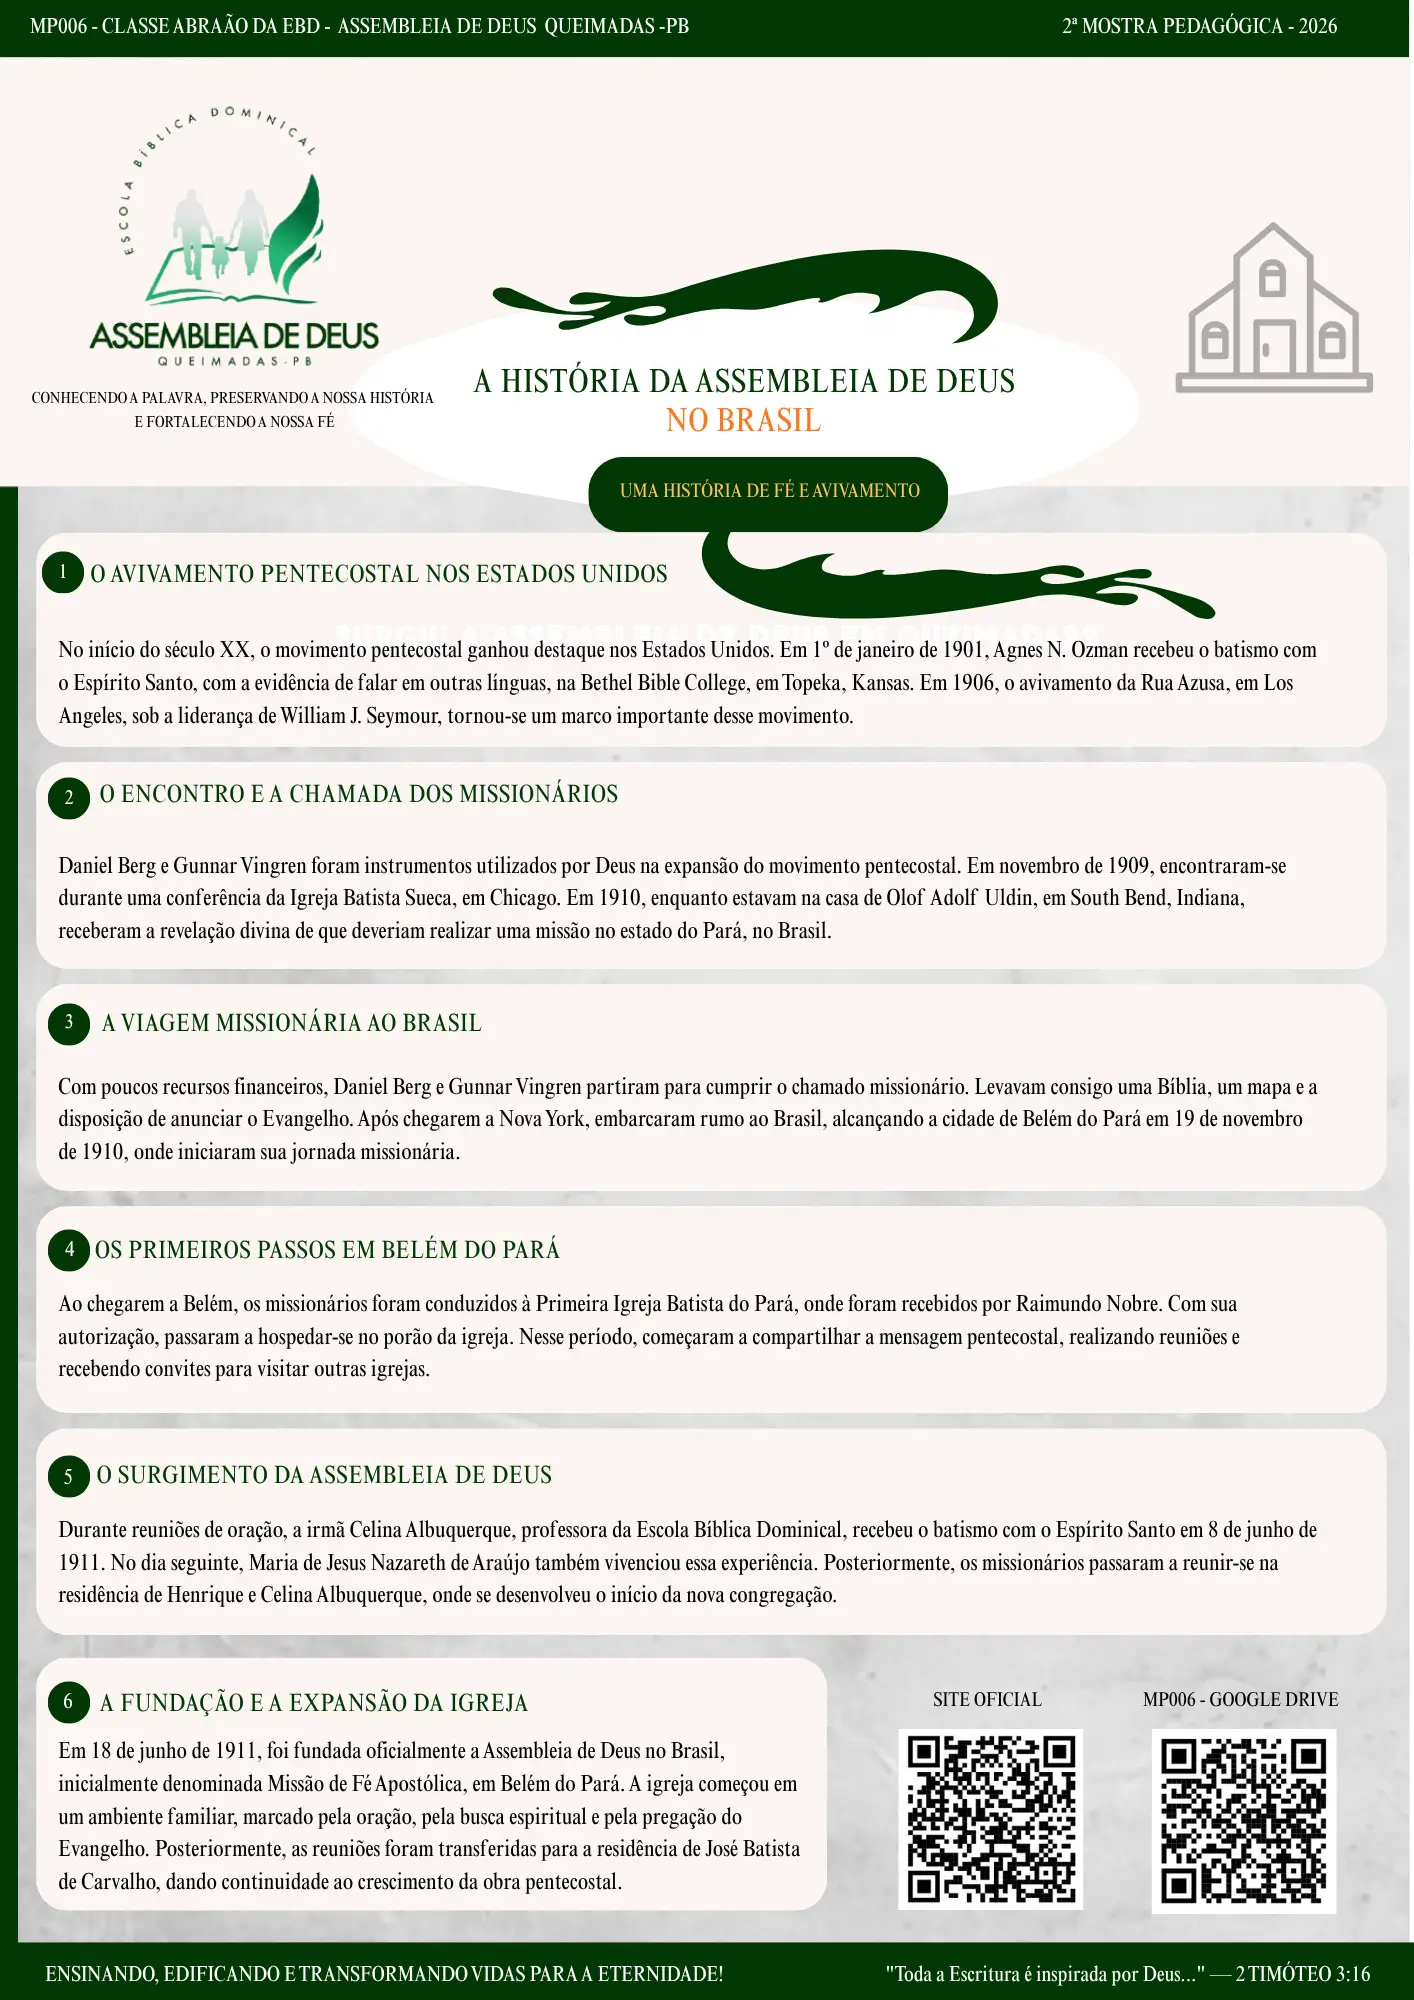 MP006 - CLASSE ABRAÃO DA EBD - ASSEMBLEIA DE DEUS QUEIMADAS -PB
2ª MOSTRA PEDAGÓGICA - 2026
ESCOLA BÍBLICA DOMINICAL
ASSEMBLEIA DE DEUS
QUEIMADAS-PB
CONHECENDO A PALAVRA, PRESERVANDO A NOSSA HISTÓRIA
E FORTALECENDO A NOSSA FÉ
A HISTÓRIA DA ASSEMBLEIA DE DEUS
NO BRASIL
UMA HISTÓRIA DE FÉ E AVIVAMENTO
1 O AVIVAMENTO PENTECOSTAL NOS ESTADOS UNIDOS
No início do século XX, o movimento pentecostal ganhou destaque nos Estados Unidos. Em 1º de janeiro de 1901, Agnes N. Ozman recebeu o batismo com
o Espírito Santo, com a evidência de falar em outras línguas, na Bethel Bible College, em Topeka, Kansas. Em 1906, o avivamento da Rua Azusa, em Los
Angeles, sob a liderança de William J. Seymour, tornou-se um marco importante desse movimento.
2 O ENCONTRO E A CHAMADA DOS MISSIONÁRIOS
Daniel Berg e Gunnar Vingren foram instrumentos utilizados por Deus na expansão do movimento pentecostal. Em novembro de 1909, encontraram-se
durante uma conferência da Igreja Batista Sueca, em Chicago. Em 1910, enquanto estavam na casa de Olof Adolf Uldin, em South Bend, Indiana,
receberam a revelação divina de que deveriam realizar uma missão no estado do Pará, no Brasil.
3 A VIAGEM MISSIONÁRIA AO BRASIL
Com poucos recursos financeiros, Daniel Berg e Gunnar Vingren partiram para cumprir o chamado missionário. Levavam consigo uma Bíblia, um mapa e a
disposição de anunciar o Evangelho. Após chegarem a Nova York, embarcaram rumo ao Brasil, alcançando a cidade de Belém do Pará em 19 de novembro
de 1910, onde iniciaram sua jornada missionária.
4 OS PRIMEIROS PASSOS EM BELÉM DO PARÁ
Ao chegarem a Belém, os missionários foram conduzidos à Primeira Igreja Batista do Pará, onde foram recebidos por Raimundo Nobre. Com sua
autorização, passaram a hospedar-se no porão da igreja. Nesse período, começaram a compartilhar a mensagem pentecostal, realizando reuniões e
recebendo convites para visitar outras igrejas.
5 O SURGIMENTO DA ASSEMBLEIA DE DEUS
Durante reuniões de oração, a irmã Celina Albuquerque, professora da Escola Bíblica Dominical, recebeu o batismo com o Espírito Santo em 8 de junho de
1911. No dia seguinte, Maria de Jesus Nazareth de Araújo também vivenciou essa experiência. Posteriormente, os missionários passaram a reunir-se na
residência de Henrique e Celina Albuquerque, onde se desenvolveu o início da nova congregação.
6 A FUNDAÇÃO E A EXPANSÃO DA IGREJA
Em 18 de junho de 1911, foi fundada oficialmente a Assembleia de Deus no Brasil,
inicialmente denominada Missão de Fé Apostólica, em Belém do Pará. A igreja começou em
um ambiente familiar, marcado pela oração, pela busca espiritual e pela pregação do
Evangelho. Posteriormente, as reuniões foram transferidas para a residência de José Batista
de Carvalho, dando continuidade ao crescimento da obra pentecostal.
SITE OFICIAL
MP006 - GOOGLE DRIVE
ENSINANDO, EDIFICANDO E TRANSFORMANDO VIDAS PARA A ETERNIDADE!
"Toda a Escritura é inspirada por Deus..." — 2 TIMÓTEO 3:16